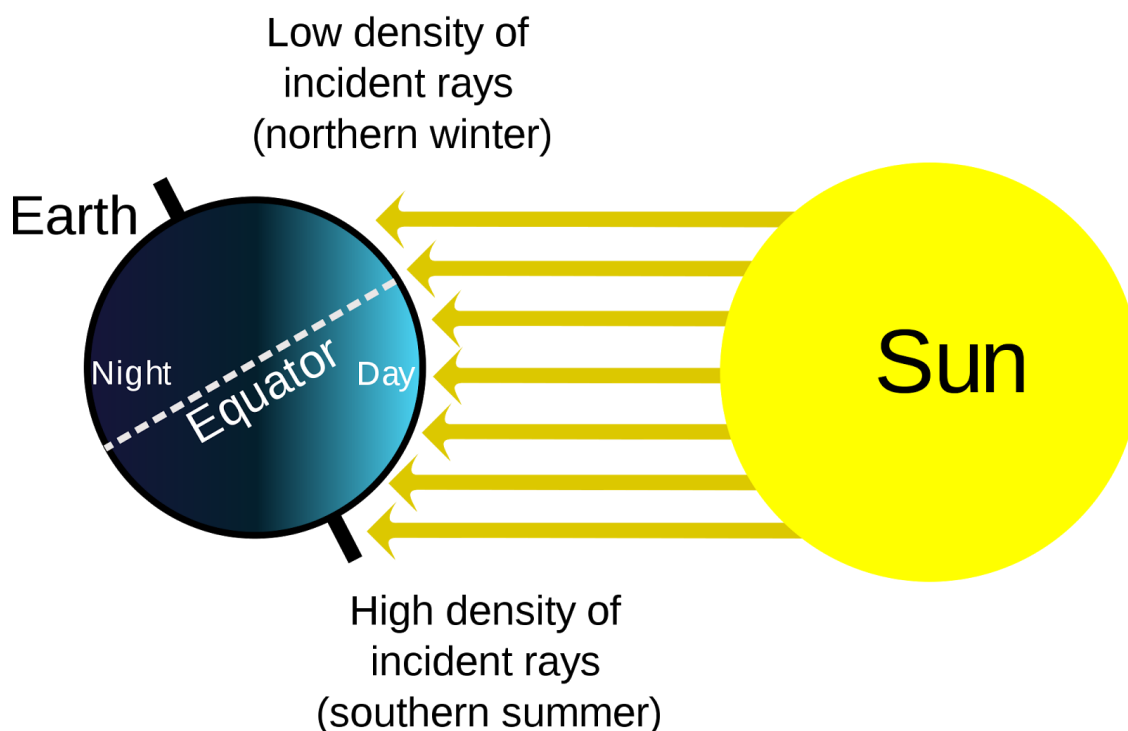 Low density of
incident rays
(northern winter)
Earth
Night
Equator
Day
Sun
High density of
incident rays
(southern summer)